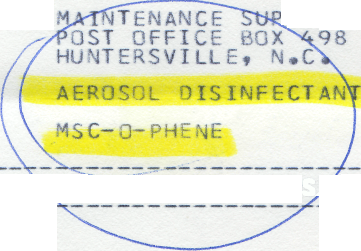 MAINTENANCE SUP
POST OFFICE BOX 498
HUNTERSVILLE, N.C.
AEROSOL DISINFECTANT
MSC-O-PHENE